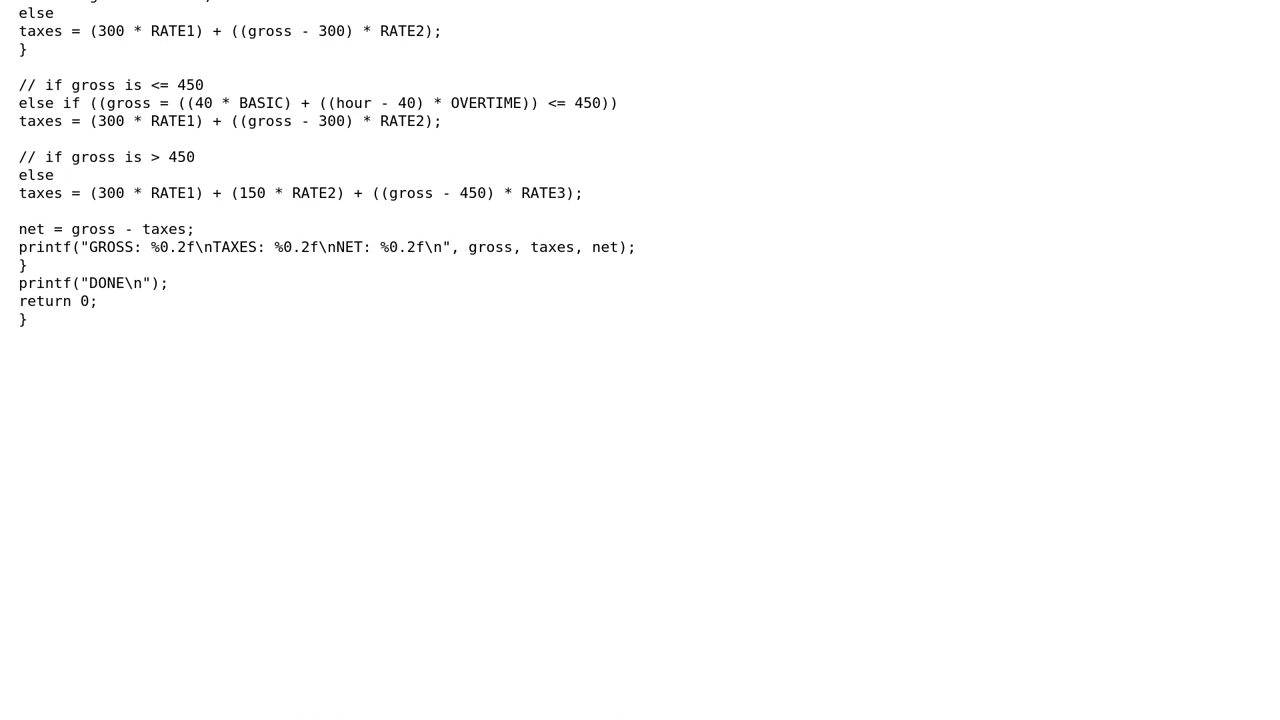 else
taxes = (300 * RATE1) + ((gross - 300) * RATE2);
}
// if gross is <= 450
else if ((gross = ((40 * BASIC) + ((hour - 40) * OVERTIME)) <= 450))
taxes = (300 * RATE1) + ((gross - 300) * RATE2);
// if gross is > 450
else
taxes = (300 * RATE1) + (150 * RATE2) + ((gross - 450) * RATE3);
net = gross - taxes;
printf("GROSS: %0.2f\nTAXES: %0.2f\nNET: %0.2f\n", gross, taxes, net);
}
printf("DONE\n");
return 0;
}